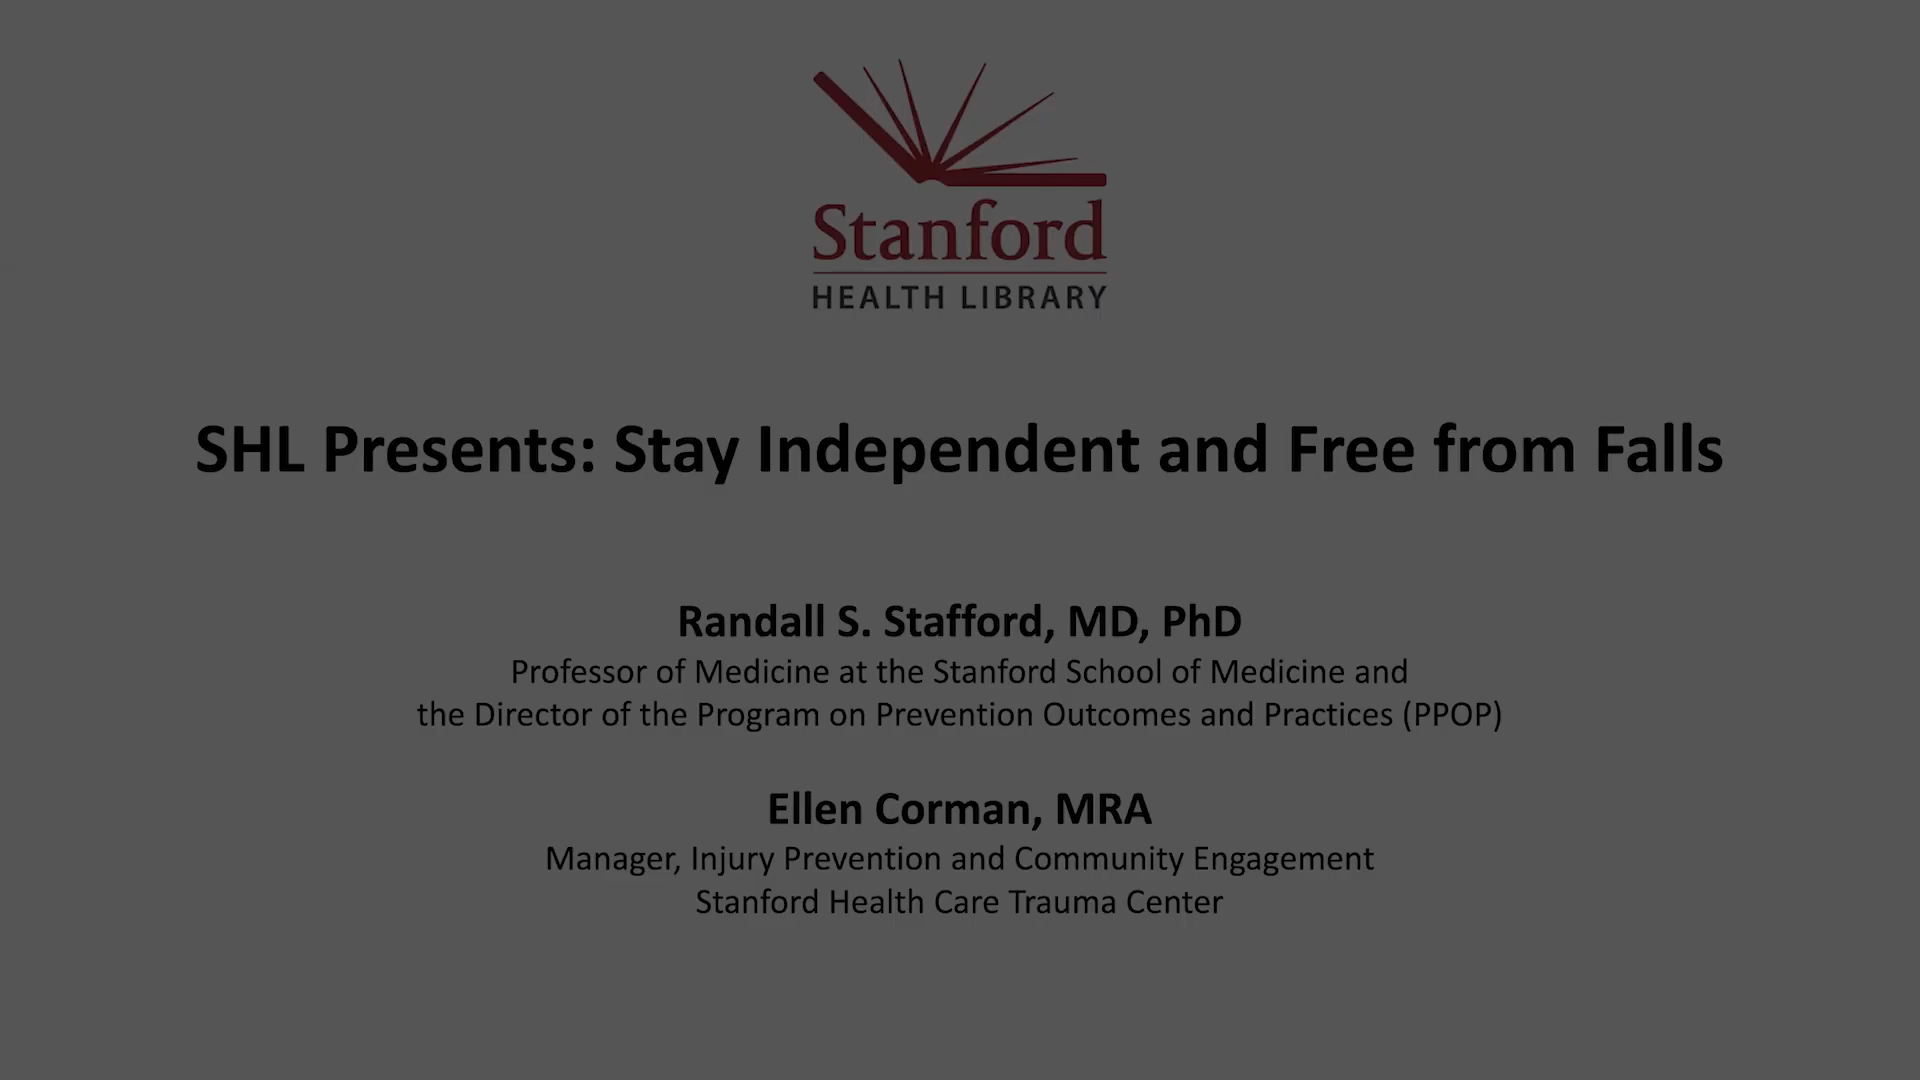 Stanford
HEALTH LIBRARY
SHL Presents: Stay Independent and Free from Falls
Randall S. Stafford, MD, PhD
Professor of Medicine at the Stanford School of Medicine and
the Director of the Program on Prevention Outcomes and Practices (PPOP)
Ellen Corman, MRA
Manager, Injury Prevention and Community Engagement
Stanford Health Care Trauma Center